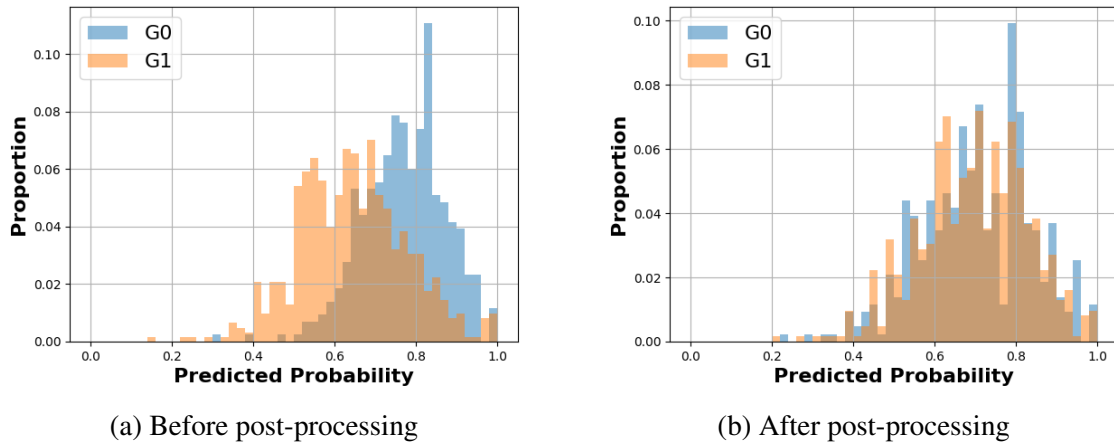 G0
G1
0.10
0.08
0.06
0.04
0.02
0.00
Proportion
0.0 0.2 0.4 0.6 0.8 1.0
Predicted Probability
(a) Before post-processing
G0
G1
0.10
0.08
0.06
0.04
0.02
0.00
Proportion
0.0 0.2 0.4 0.6 0.8 1.0
Predicted Probability
(b) After post-processing